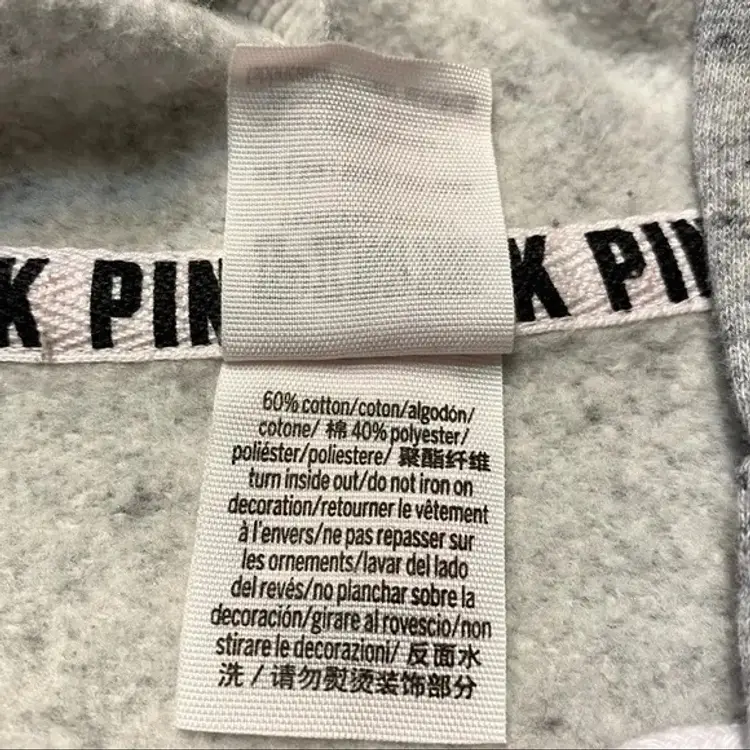 K PIN
K PIN
60% cotton/coton/algodón/
cotone/ 棉 40% polyester/
poliéster/poliestere/ 聚酯纤维
turn inside out/do not iron on
decoration/retourner le vêtement
à l'envers/ne pas repasser sur
les ornements/lavar del lado
del revés/no planchar sobre la
decoración/girare al rovescio/non
stirare le decorazioni/ 反面水
洗 / 请勿熨烫装饰部分